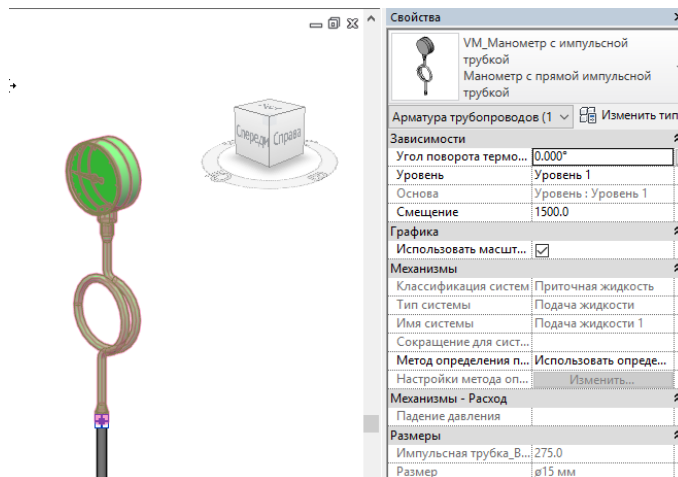 Свойства
VM_Манометр с импульсной
трубкой
Манометр с прямой импульсной
трубкой
Арматура трубопроводов (1
Изменить тип
Зависимости
Угол поворота термо... 0.000°
Уровень Уровень 1
Основа Уровень : Уровень 1
Смещение 1500.0
Графика
Использовать масшт...
Механизмы
Классификация систем Приточная жидкость
Тип системы Подача жидкости
Имя системы Подача жидкости 1
Сокращение для сист...
Метод определения п... Использовать опреде...
Настройки метода оп... Изменить...
Механизмы - Расход
Падение давления
Размеры
Импульсная трубка_В... 275.0
Размер ø15 мм
Спереди Справа